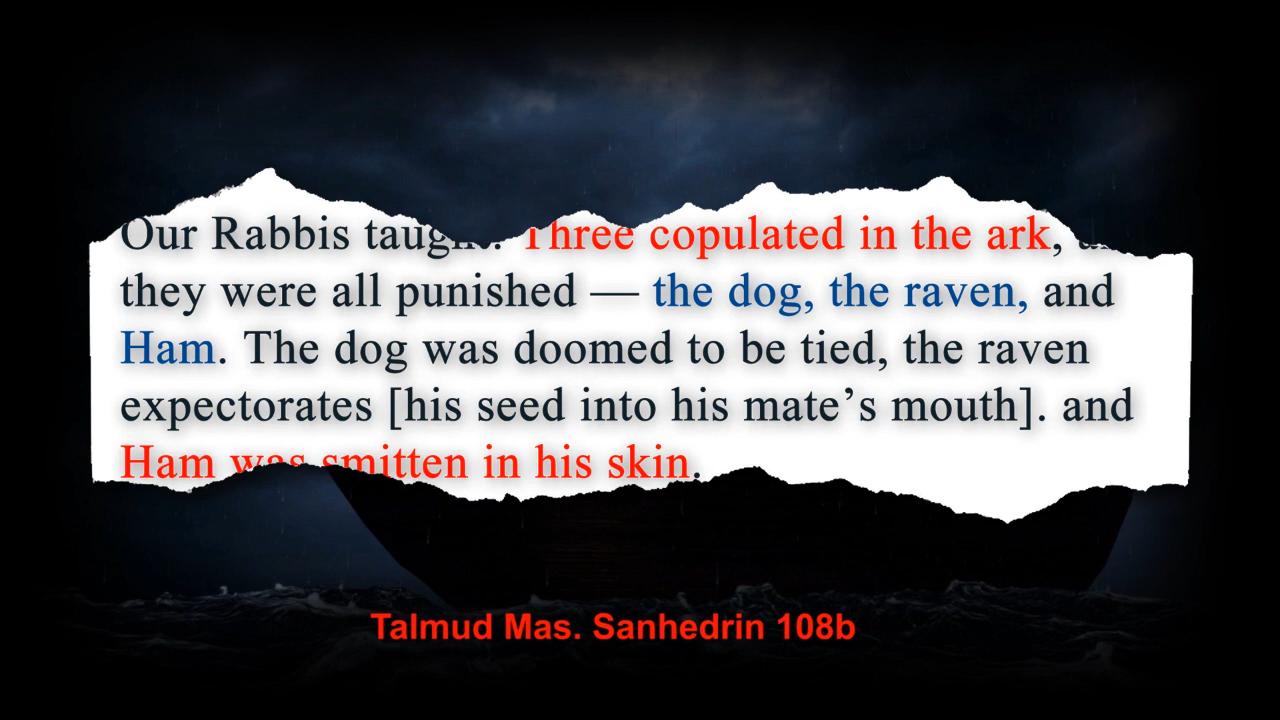 Our Rabbis taught: Three copulated in the ark,
they were all punished — the dog, the raven, and
Ham. The dog was doomed to be tied, the raven
expectorates [his seed into his mate’s mouth]. and
Ham was smitten in his skin.
Talmud Mas. Sanhedrin 108b